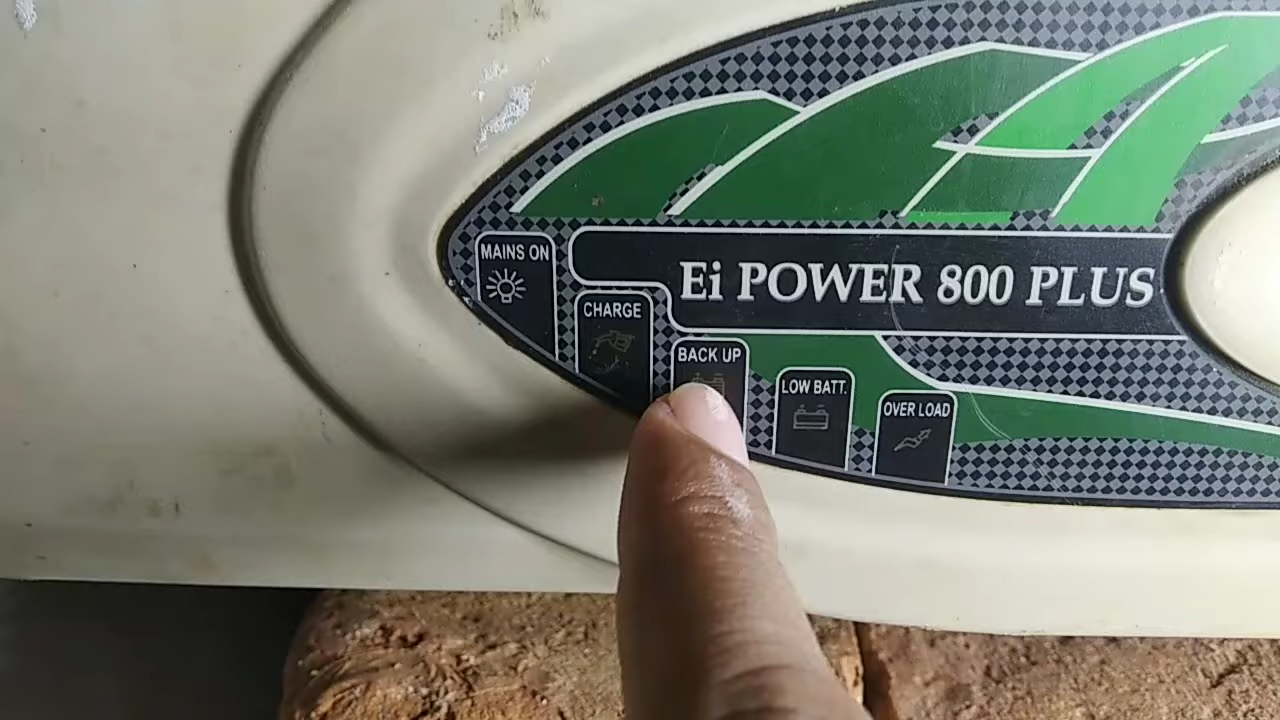 MAINS ON
Ei POWER 800 PLUS
CHARGE
BACK UP
LOW BATT.
OVER LOAD